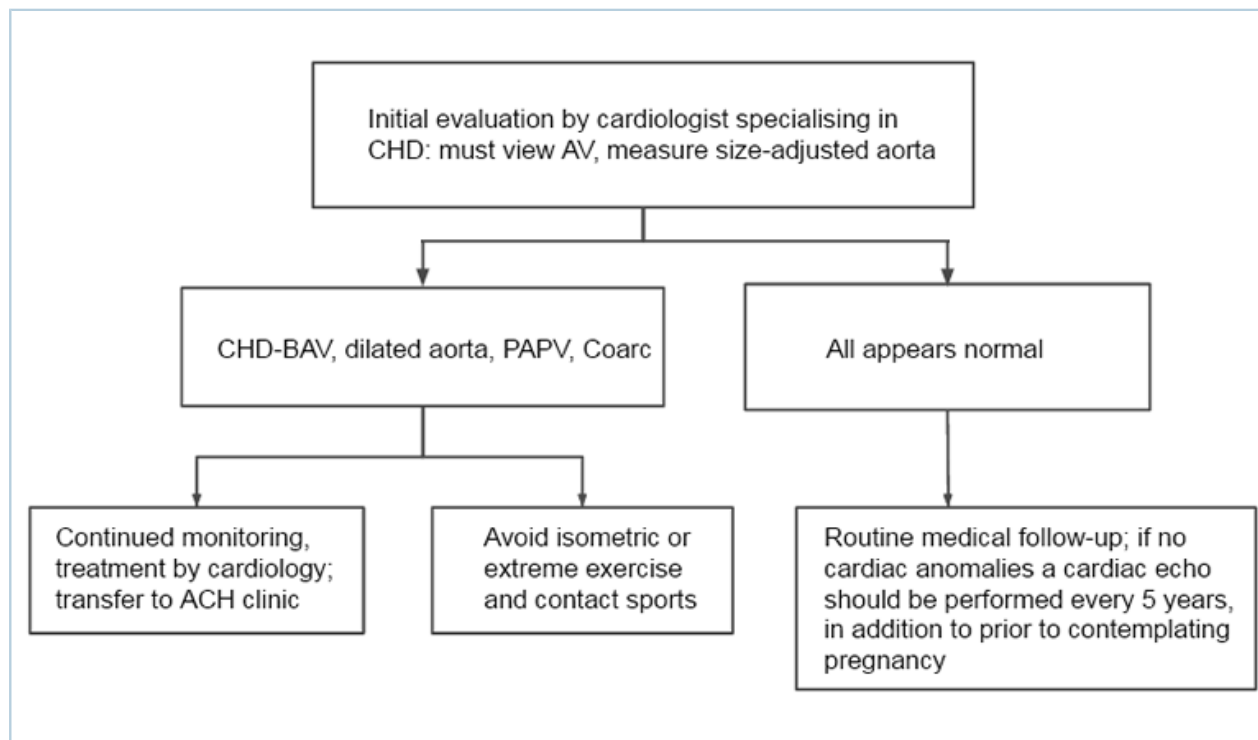 Initial evaluation by cardiologist specialising in
CHD: must view AV, measure size-adjusted aorta
CHD-BAV, dilated aorta, PAPV, Coarc
All appears normal
Continued monitoring,
treatment by cardiology;
transfer to ACH clinic
Avoid isometric or
extreme exercise
and contact sports
Routine medical follow-up; if no
cardiac anomalies a cardiac echo
should be performed every 5 years,
in addition to prior to contemplating
pregnancy